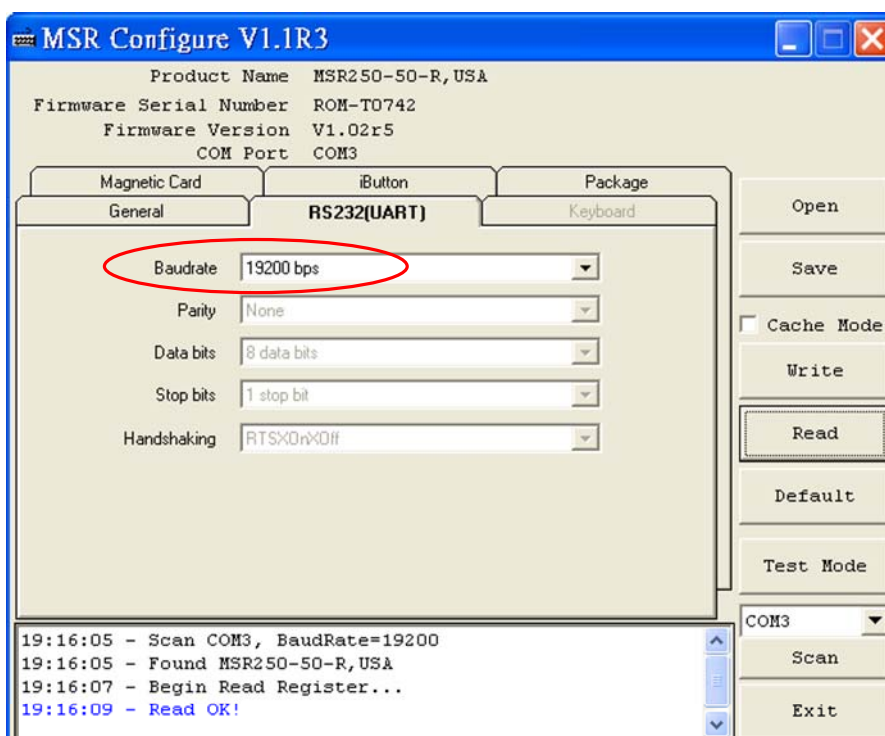 MSR Configure V1.1R3
Product Name MSR250-50-R,USA
Firmware Serial Number ROM-T0742
Firmware Version V1.02r5
COM Port COM3
Magnetic Card iButton Package
General RS232(UART) Keyboard
Baudrate 19200 bps
Parity None
Data bits 8 data bits
Stop bits 1 stop bit
Handshaking RTSXOnXOff
Open
Save
Cache Mode
Write
Read
Default
Test Mode
COM3
Scan
Exit
19:16:05 - Scan COM3, BaudRate=19200
19:16:05 - Found MSR250-50-R,USA
19:16:07 - Begin Read Register...
19:16:09 - Read OK!